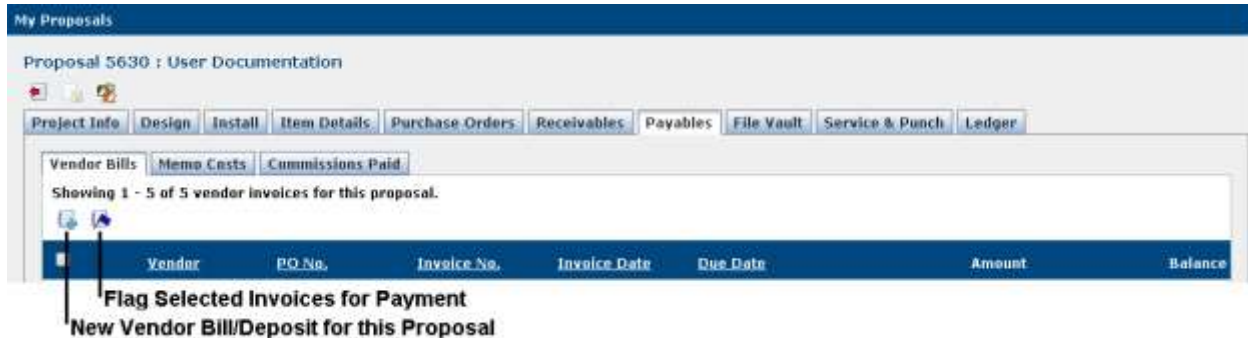 My Proposals
Proposal 5630 : User Documentation
Project Info Design Install Item Details Purchase Orders Receivables Payables File Vault Service & Punch Ledger
Vendor Bills Memo Costs Commissions Paid
Showing 1 - 5 of 5 vendor invoices for this proposal.
Vendor PO No. Invoice No. Invoice Date Due Date Amount Balance
Flag Selected Invoices for Payment
New Vendor Bill/Deposit for this Proposal